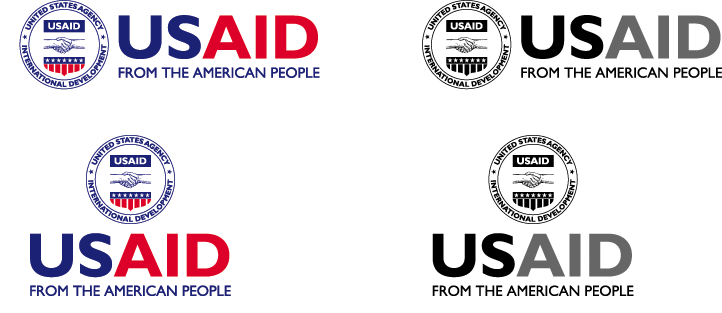 UNITED STATES AGENCY
USAID
INTERNATIONAL DEVELOPMENT
USAID
FROM THE AMERICAN PEOPLE
UNITED STATES AGENCY
USAID
INTERNATIONAL DEVELOPMENT
USAID
FROM THE AMERICAN PEOPLE
UNITED STATES AGENCY
USAID
INTERNATIONAL DEVELOPMENT
USAID
FROM THE AMERICAN PEOPLE
UNITED STATES AGENCY
USAID
INTERNATIONAL DEVELOPMENT
USAID
FROM THE AMERICAN PEOPLE